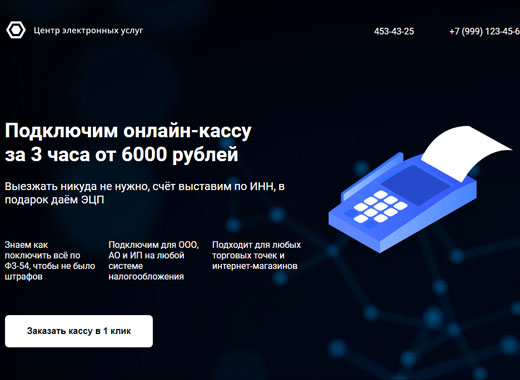 Центр электронных услуг
453-43-25
+7 (999) 123-45-6
Подключим онлайн-кассу
за 3 часа от 6000 рублей
Выезжать никуда не нужно, счёт выставим по ИНН, в
подарок даём ЭЦП
Знаем как
поключить всё по
ФЗ-54, чтобы не было
штрафов
Подключим для ООО,
АО и ИП на любой
системе
налогообложения
Подходит для любых
торговых точек и
интернет-магазинов
Заказать кассу в 1 клик